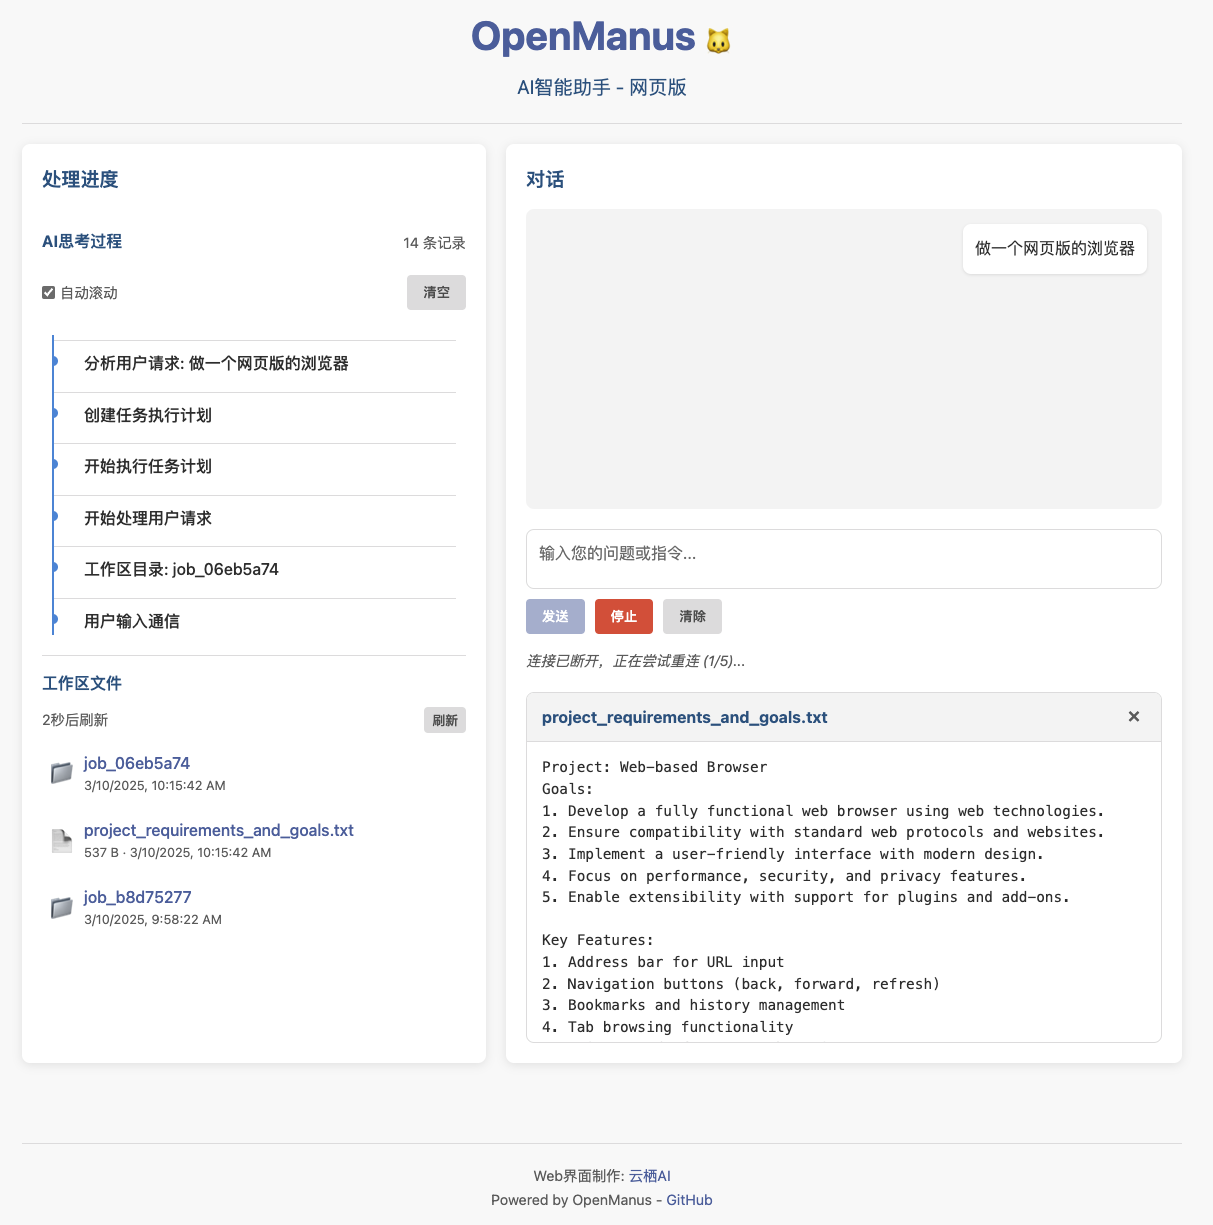 OpenManus
AI智能助手 - 网页版
处理进度
AI思考过程
14 条记录
自动滚动
清空
分析用户请求: 做一个网页版的浏览器
创建任务执行计划
开始执行任务计划
开始处理用户请求
工作区目录: job_06eb5a74
用户输入通信
工作区文件
2秒后刷新
刷新
job_06eb5a74
3/10/2025, 10:15:42 AM
project_requirements_and_goals.txt
537 B · 3/10/2025, 10:15:42 AM
job_b8d75277
3/10/2025, 9:58:22 AM
对话
做一个网页版的浏览器
输入您的问题或指令...
发送
停止
清除
连接已断开，正在尝试重连 (1/5)...
project_requirements_and_goals.txt
×
Project: Web-based Browser
Goals:
1. Develop a fully functional web browser using web technologies.
2. Ensure compatibility with standard web protocols and websites.
3. Implement a user-friendly interface with modern design.
4. Focus on performance, security, and privacy features.
5. Enable extensibility with support for plugins and add-ons.
Key Features:
1. Address bar for URL input
2. Navigation buttons (back, forward, refresh)
3. Bookmarks and history management
4. Tab browsing functionality
Web界面制作: 云栖AI
Powered by OpenManus - GitHub